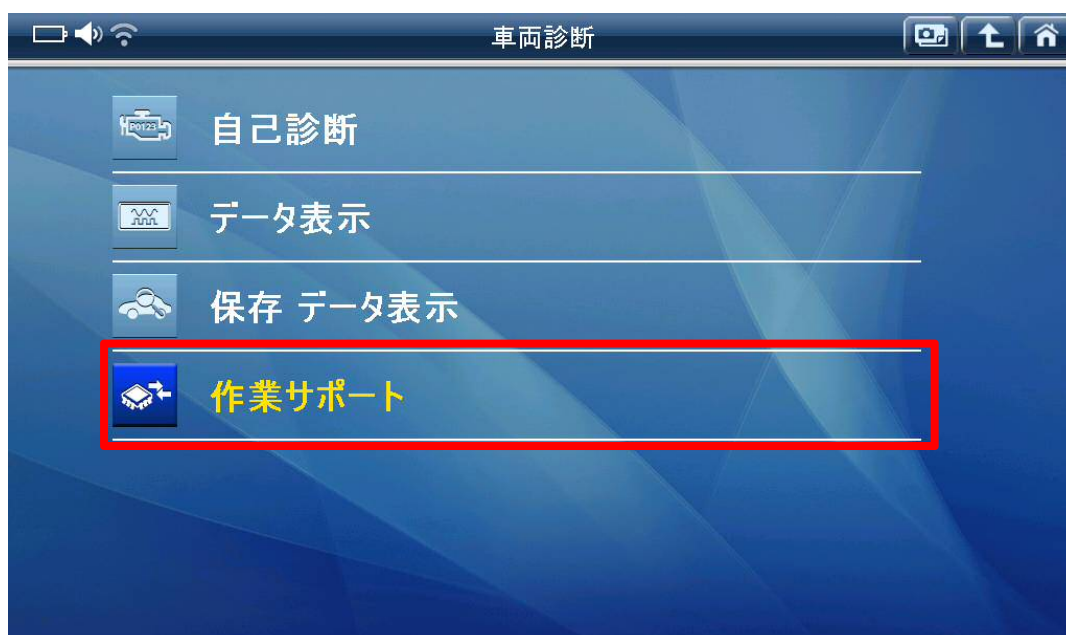 車両診断
P0123
自己診断
データ表示
保存 データ表示
作業サポート